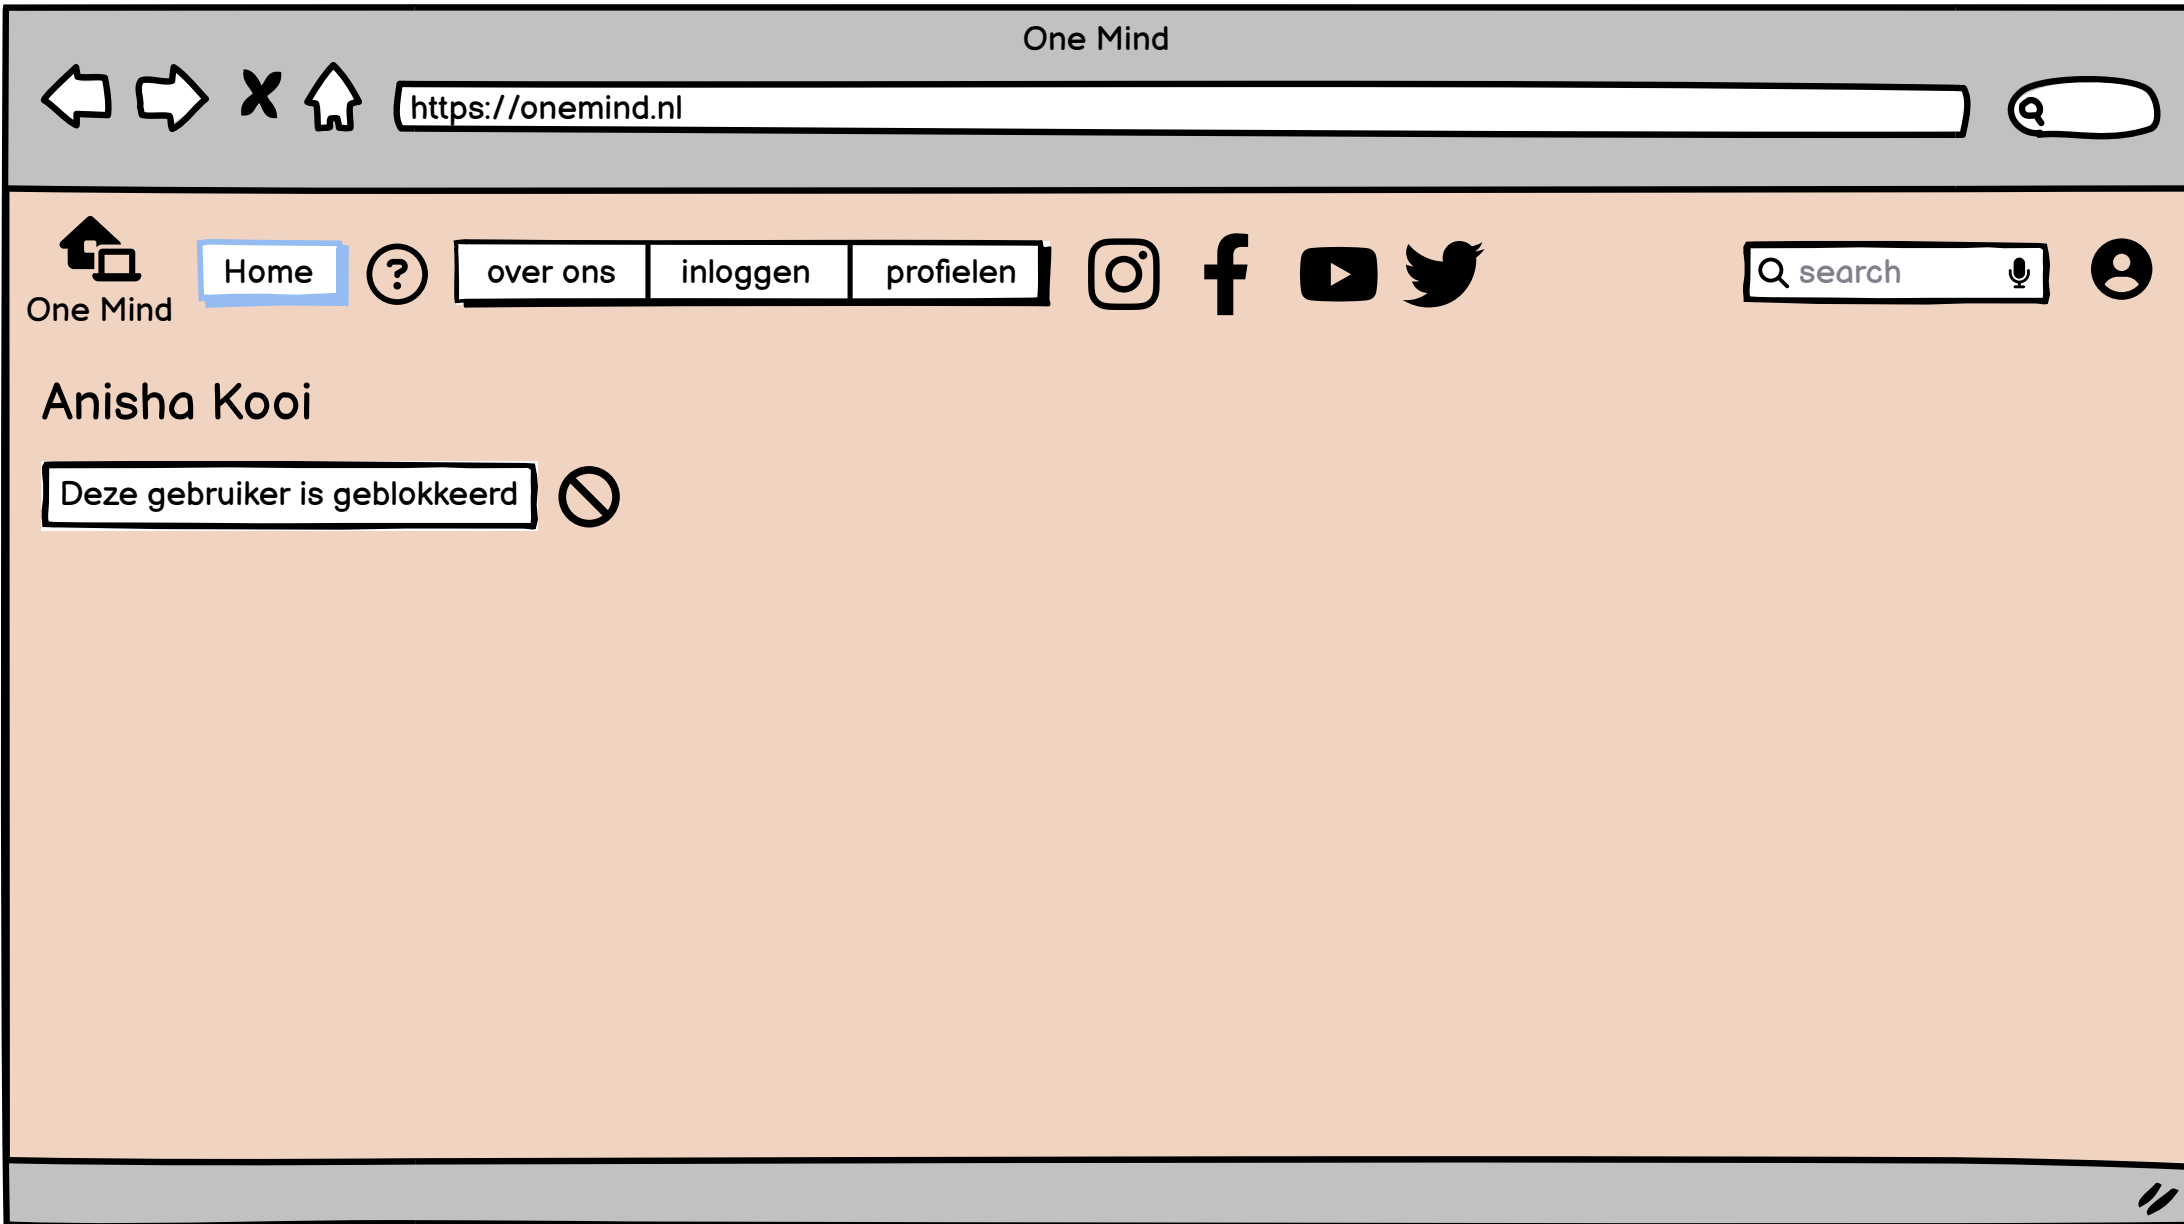 One Mind
https://onemind.nl
Home
?
over ons
inloggen
profielen
search
One Mind
Anisha Kooi
Deze gebruiker is geblokkeerd